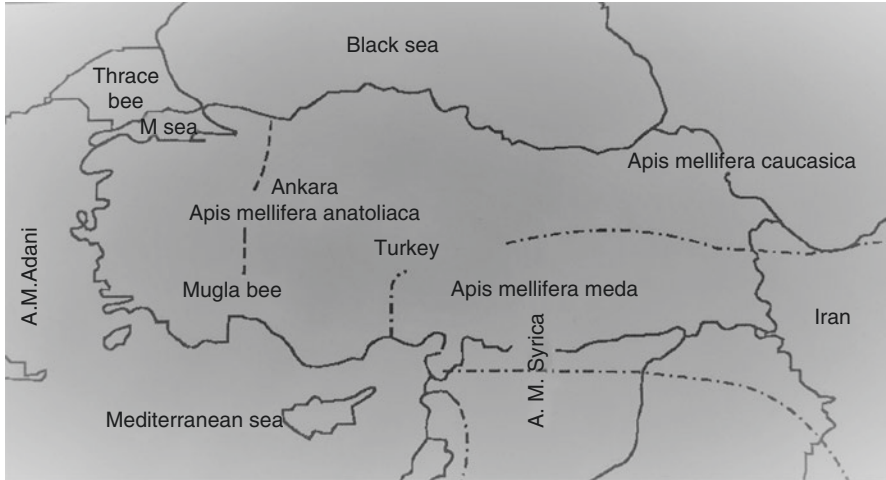 Black sea
Thrace
bee
M sea
Apis mellifera caucasica
Ankara
Apis mellifera anatoliaca
Turkey
A.M.Adani
Mugla bee
Apis mellifera meda
Iran
A. M. Syrica
Mediterranean sea